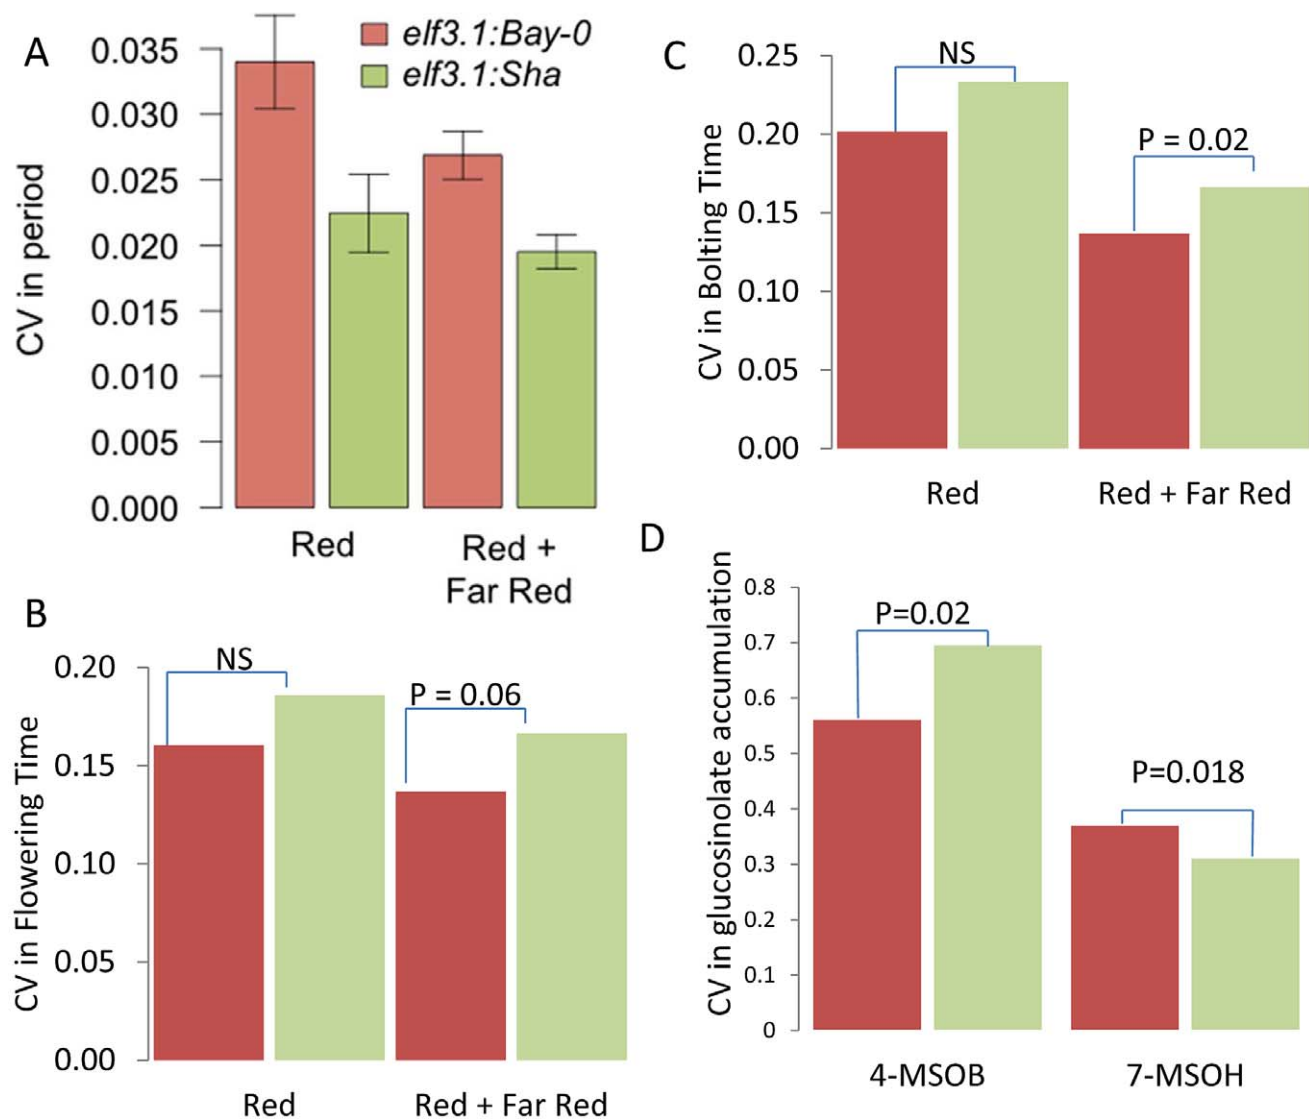 A
elf3.1:Bay-0
elf3.1:Sha
CV in period
0.035
0.030
0.025
0.020
0.015
0.010
0.005
0.000
Red
Red +
Far Red
B
CV in Flowering Time
0.20
0.15
0.10
0.05
0.00
NS
P = 0.06
Red
Red + Far Red
C
CV in Bolting Time
0.25
0.20
0.15
0.10
0.05
0.00
NS
P = 0.02
Red
Red + Far Red
D
CV in glucosinolate accumulation
0.8
0.7
0.6
0.5
0.4
0.3
0.2
0.1
0
P=0.02
P=0.018
4-MSOB
7-MSOH